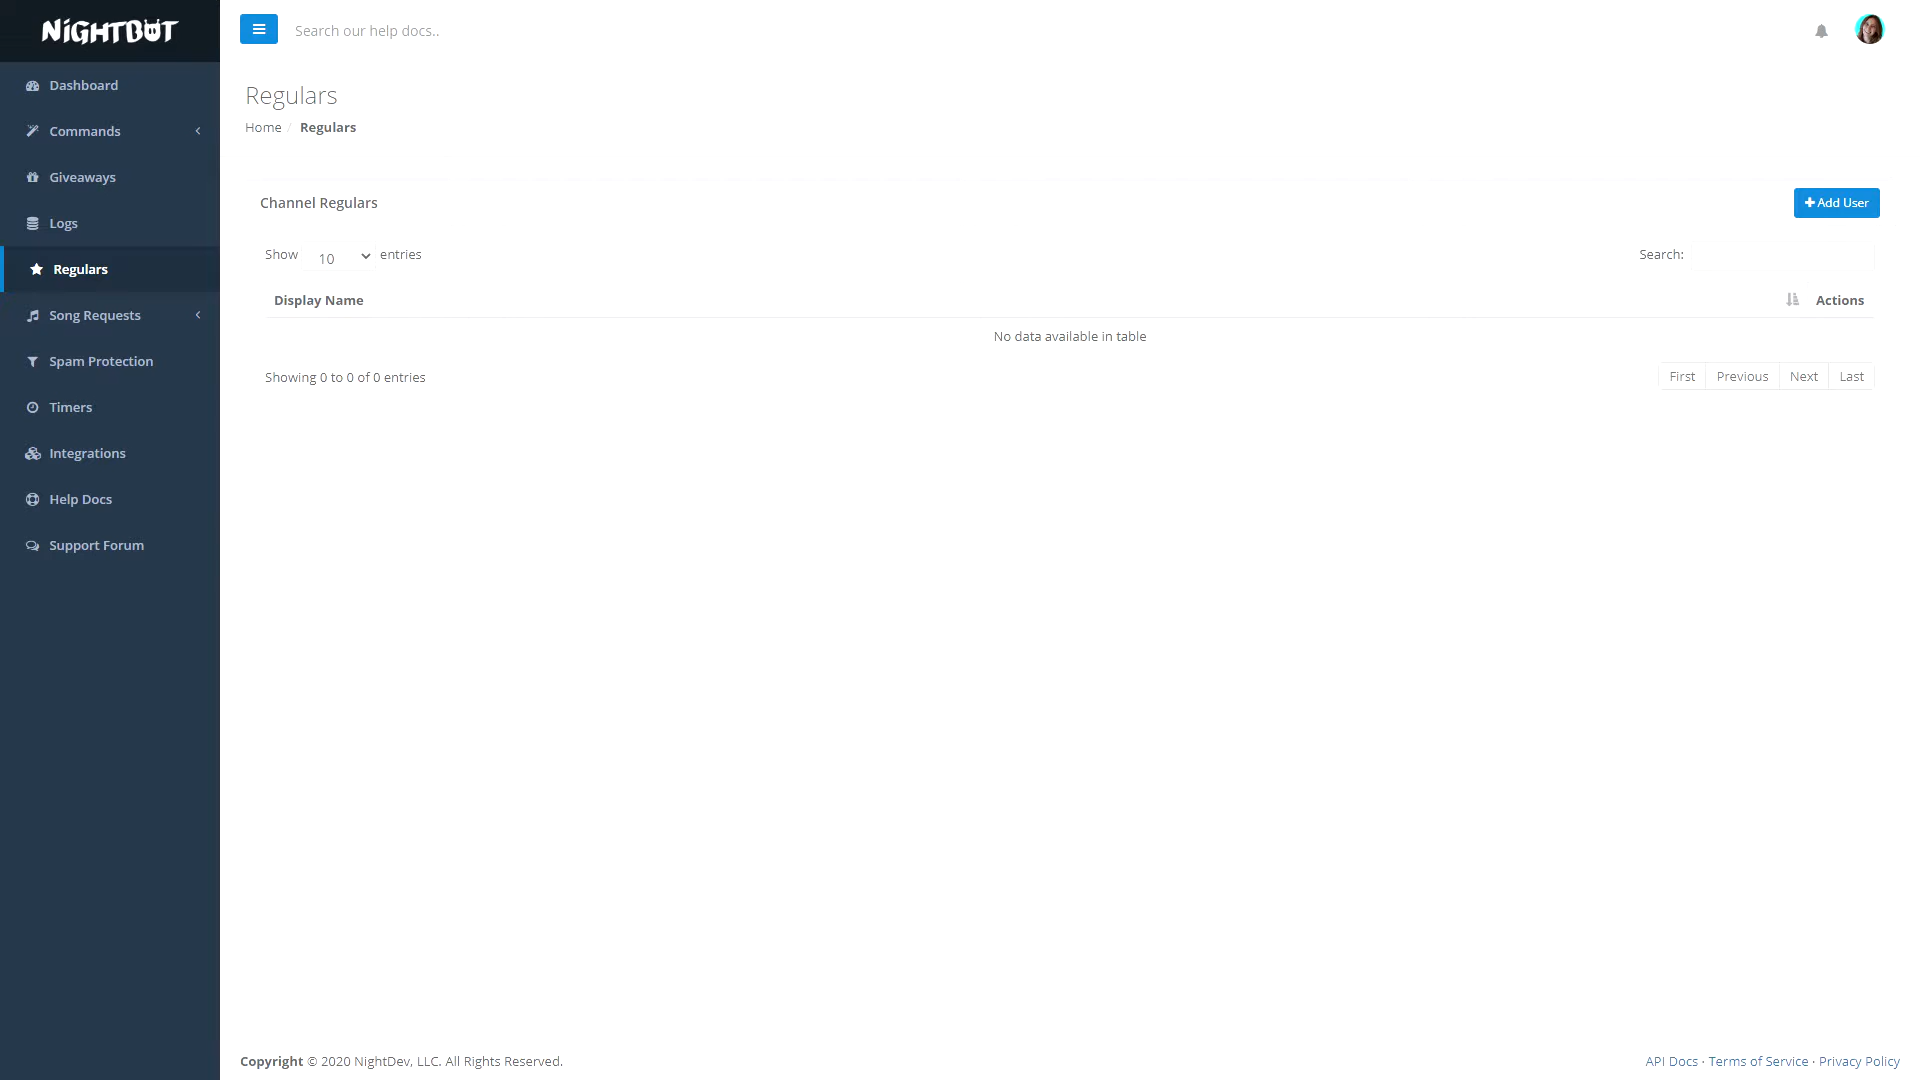 NIGHTBOT
Search our help docs..
Dashboard
Commands
Giveaways
Logs
Regulars
Song Requests
Spam Protection
Timers
Integrations
Help Docs
Support Forum
Regulars
Home / Regulars
Channel Regulars
Add User
Show 10 entries
Search:
Display Name
Actions
No data available in table
Showing 0 to 0 of 0 entries
First Previous Next Last
Copyright © 2020 NightDev, LLC. All Rights Reserved.
API Docs · Terms of Service · Privacy Policy